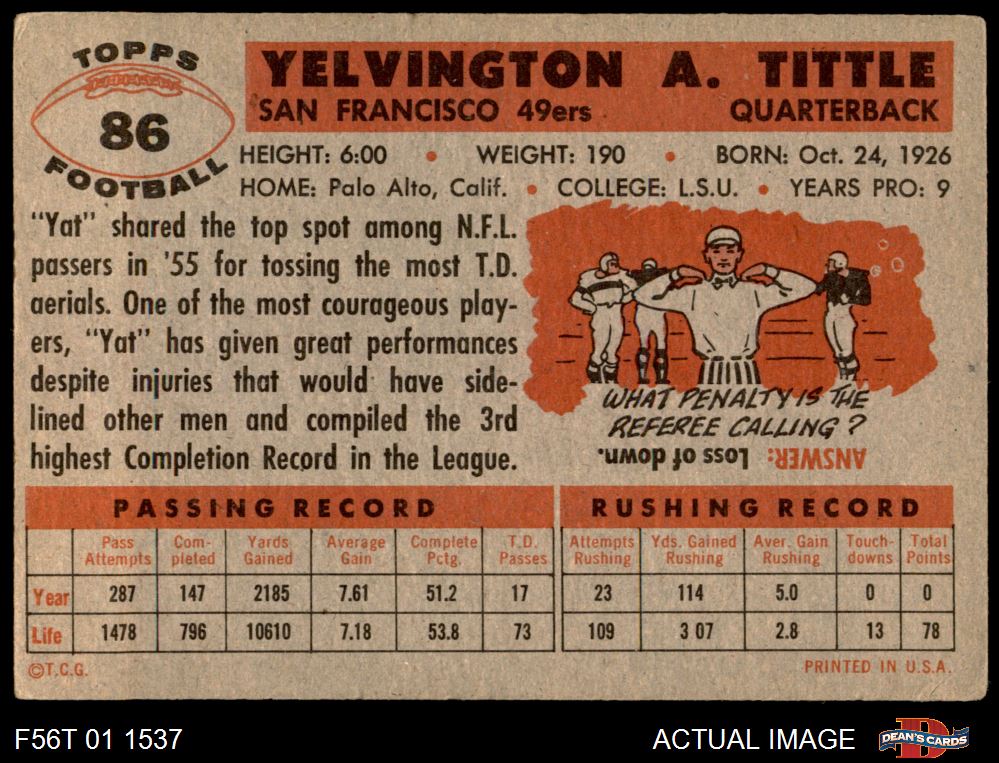 TOPPS
86
FOOTBALL
YELVINGTON A. TITTLE
SAN FRANCISCO 49ers QUARTERBACK
HEIGHT: 6:00 • WEIGHT: 190 • BORN: Oct. 24, 1926
HOME: Palo Alto, Calif. • COLLEGE: L.S.U. • YEARS PRO: 9
"Yat" shared the top spot among N.F.L.
passers in '55 for tossing the most T.D.
aerials. One of the most courageous play-
ers, "Yat" has given great performances
despite injuries that would have side-
lined other men and compiled the 3rd
highest Completion Record in the League.
WHAT PENALTY IS THE
REFEREE CALLING?
ANSWER: Loss of down.
PASSING RECORD
Pass Attempts Com-pleted Yards Gained Average Gain Complete Pctg. T.D. Passes
Year 287 147 2185 7.61 51.2 17
Life 1478 796 10610 7.18 53.8 73
RUSHING RECORD
Attempts Rushing Yds. Gained Rushing Aver. Gain Rushing Touch-downs Total Points
23 114 5.0 0 0
109 3 07 2.8 13 78
©T.C.G. PRINTED IN U.S.A.
F56T 01 1537 ACTUAL IMAGE DEAN'S CARDS